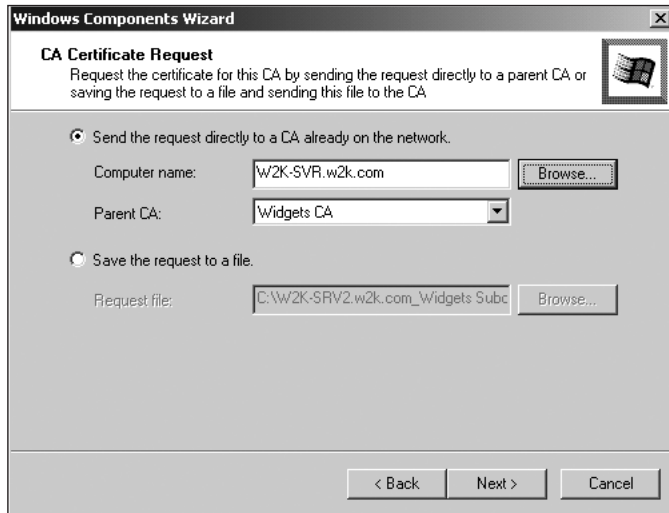 Windows Components Wizard
CA Certificate Request
Request the certificate for this CA by sending the request directly to a parent CA or
saving the request to a file and sending this file to the CA
Send the request directly to a CA already on the network.
Computer name: W2K-SVR.w2k.com Browse...
Parent CA: Widgets CA
Save the request to a file.
Request file: C:\W2K-SRV2.w2k.com_Widgets Subc Browse...
< Back Next > Cancel